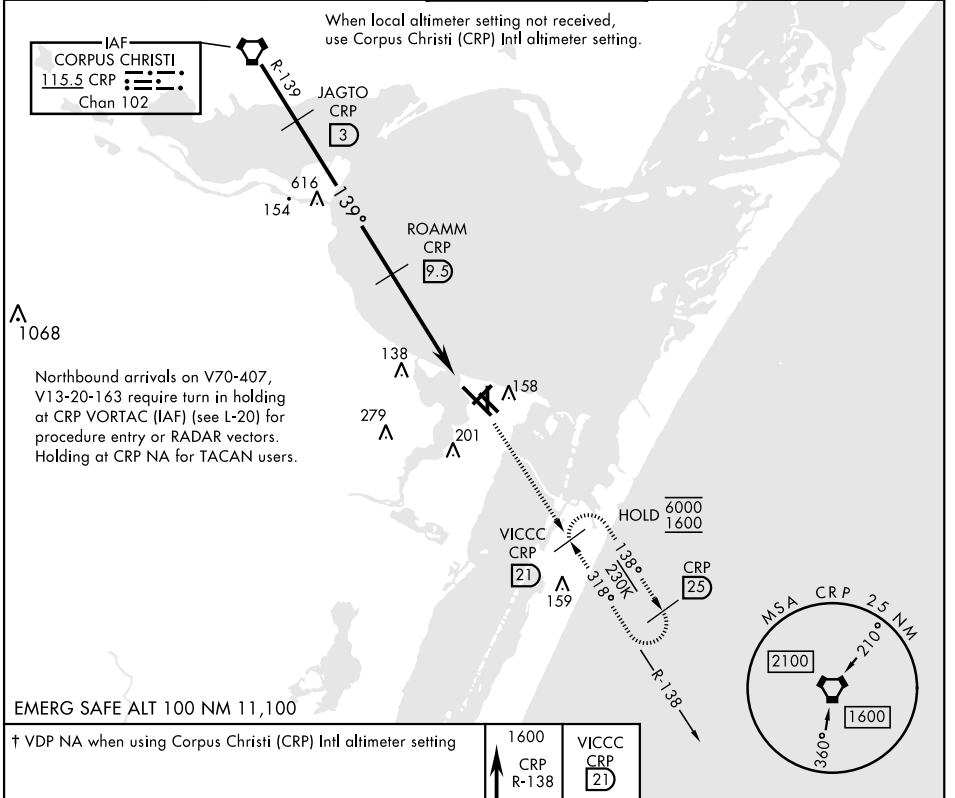 When local altimeter setting not received,
use Corpus Christi (CRP) Intl altimeter setting.
IAF
CORPUS CHRISTI
115.5 CRP
Chan 102
R-139
JAGTO
CRP
3
616
154
139°
ROAMM
CRP
9.5
1068
138
158
Northbound arrivals on V70-407,
V13-20-163 require turn in holding
at CRP VORTAC (IAF) (see L-20) for
procedure entry or RADAR vectors.
Holding at CRP NA for TACAN users.
279
201
HOLD 6000
1600
VICCC
CRP
21
138°
230K
318°
CRP
25
159
R-138
MSA CRP 25 NM
210°
2100
1600
360°
EMERG SAFE ALT 100 NM 11,100
† VDP NA when using Corpus Christi (CRP) Intl altimeter setting
1600
CRP
R-138
VICCC
CRP
21